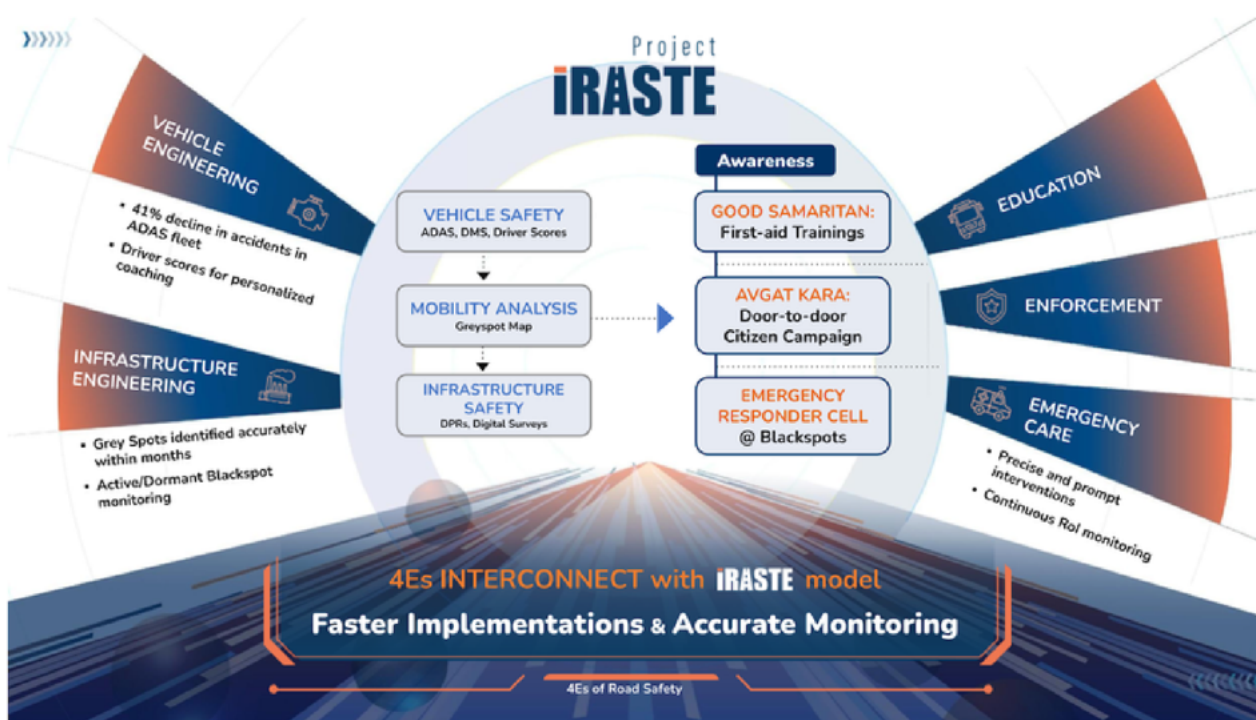 Project
iRASTE
VEHICLE
ENGINEERING
▪ 41% decline in accidents in
ADAS fleet
▪ Driver scores for personalized
coaching
INFRASTRUCTURE
ENGINEERING
▪ Grey Spots identified accurately
within months
▪ Active/Dormant Blackspot
monitoring
VEHICLE SAFETY
ADAS, DMS, Driver Scores
MOBILITY ANALYSIS
Greyspot Map
INFRASTRUCTURE
SAFETY
DPRs, Digital Surveys
Awareness
GOOD SAMARITAN:
First-aid Trainings
AVGAT KARA:
Door-to-door
Citizen Campaign
EMERGENCY
RESPONDER CELL
@ Blackspots
EDUCATION
ENFORCEMENT
EMERGENCY
CARE
▪ Precise and prompt
interventions
▪ Continuous RoI monitoring
4Es INTERCONNECT with iRASTE model
Faster Implementations & Accurate Monitoring
4Es of Road Safety